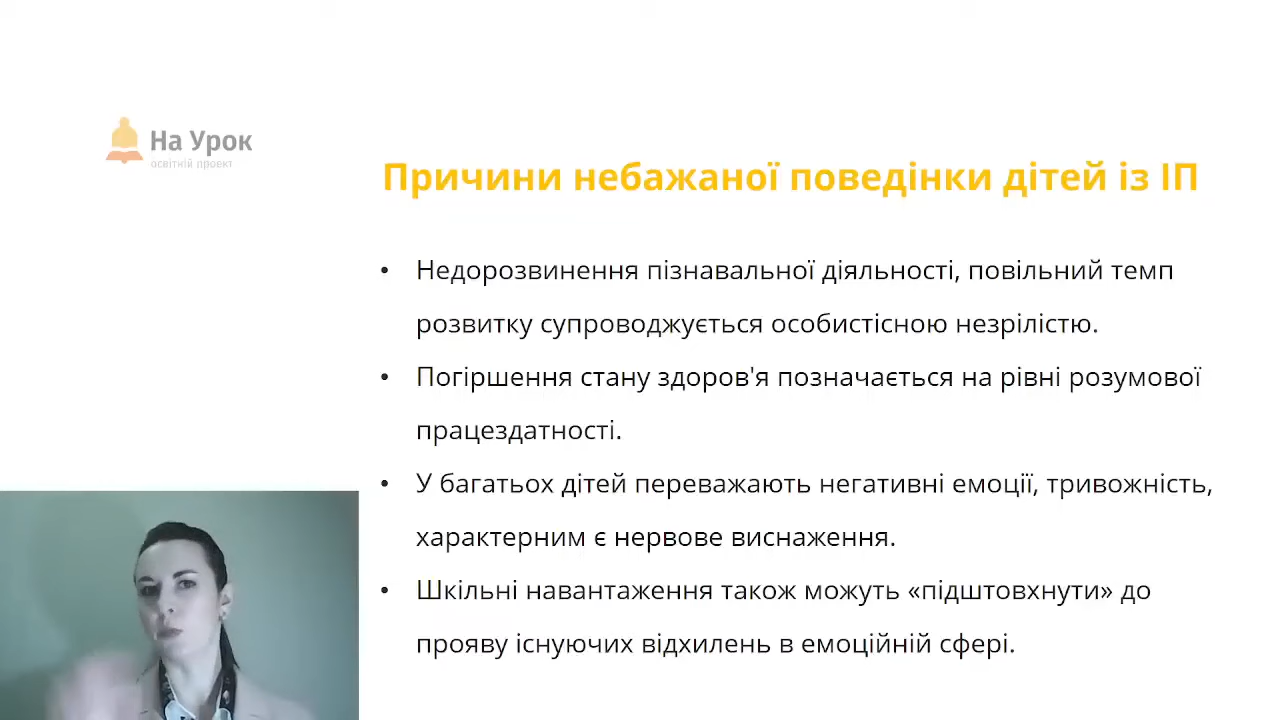 На Урок
освітній проект
Причини небажаної поведінки дітей із ІП
• Недорозвинення пізнавальної діяльності, повільний темп
розвитку супроводжується особистісною незрілістю.
• Погіршення стану здоров'я позначається на рівні розумової
працездатності.
• У багатьох дітей переважають негативні емоції, тривожність,
характерним є нервове виснаження.
• Шкільні навантаження також можуть «підштовхнути» до
прояву існуючих відхилень в емоційній сфері.